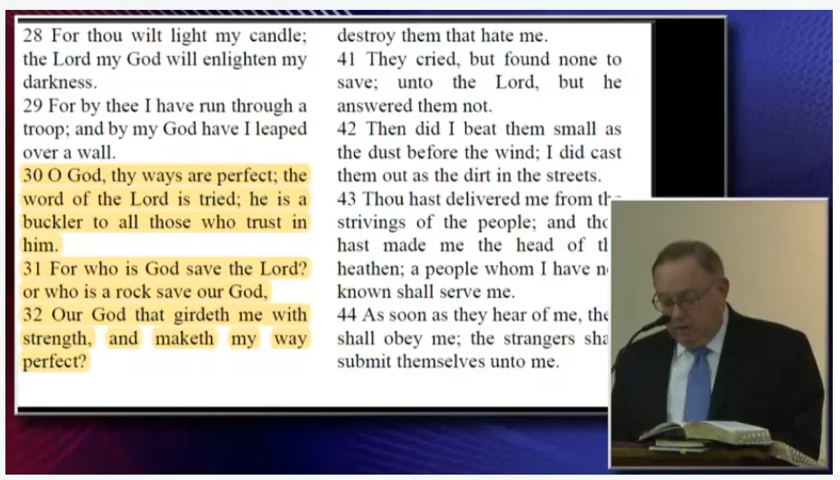 28 For thou wilt light my candle;
the Lord my God will enlighten my
darkness.
29 For by thee I have run through a
troop; and by my God have I leaped
over a wall.
30 O God, thy ways are perfect; the
word of the Lord is tried; he is a
buckler to all those who trust in
him.
31 For who is God save the Lord?
or who is a rock save our God,
32 Our God that girdeth me with
strength, and maketh my way
perfect?
destroy them that hate me.
41 They cried, but found none to
save; unto the Lord, but he
answered them not.
42 Then did I beat them small as
the dust before the wind; I did cast
them out as the dirt in the streets.
43 Thou hast delivered me from
strivings of the people; and
hast made me the head of
heathen; a people whom I have
known shall serve me.
44 As soon as they hear of me,
shall obey me; the strangers
submit themselves unto me.